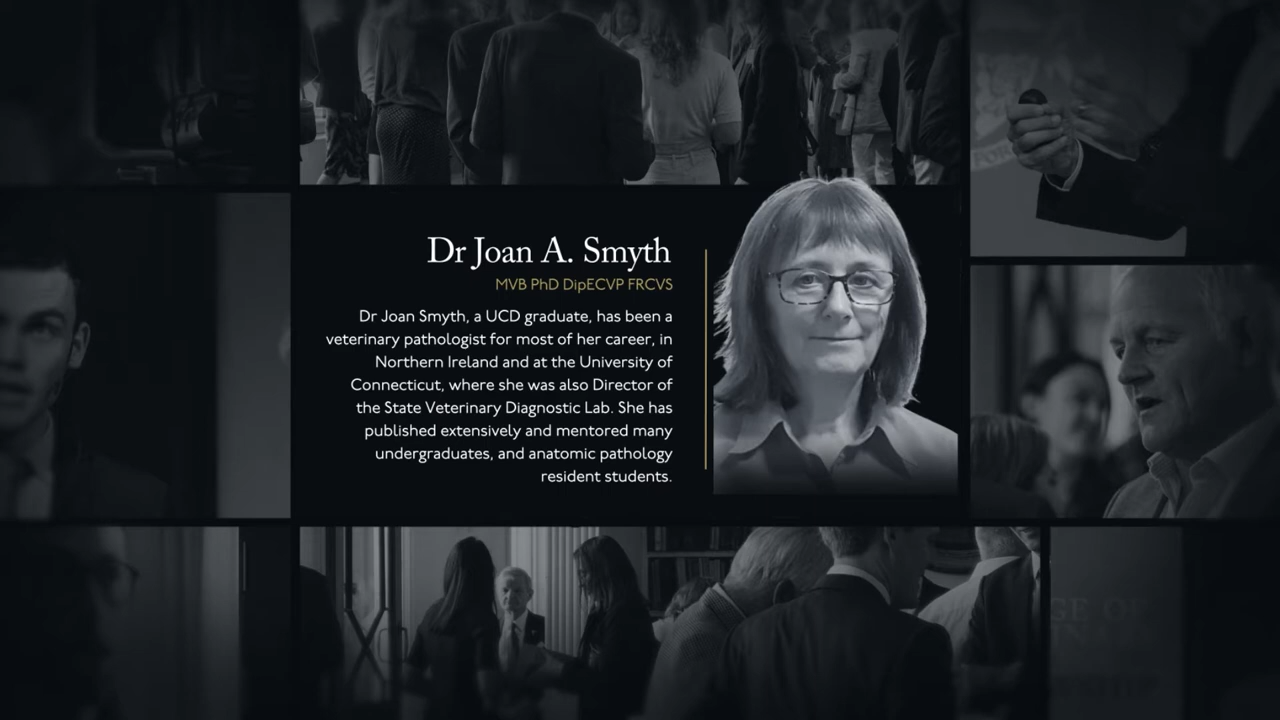 Dr Joan A. Smyth
MVB PhD DipECVP FRCVS
Dr Joan Smyth, a UCD graduate, has been a
veterinary pathologist for most of her career, in
Northern Ireland and at the University of
Connecticut, where she was also Director of
the State Veterinary Diagnostic Lab. She has
published extensively and mentored many
undergraduates, and anatomic pathology
resident students.